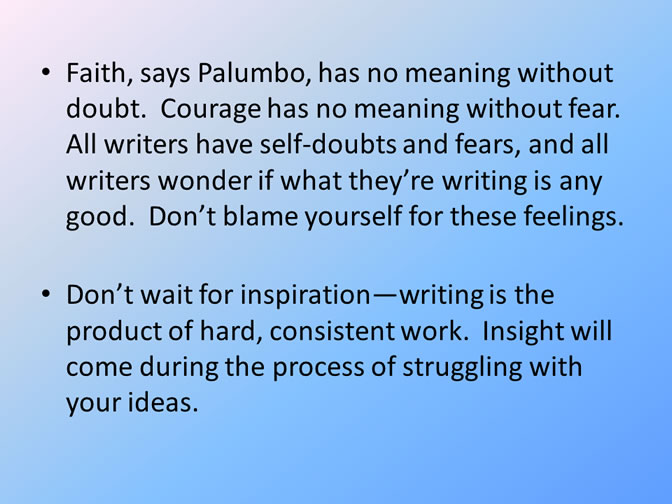 • Faith, says Palumbo, has no meaning without
doubt.  Courage has no meaning without fear.
All writers have self-doubts and fears, and all
writers wonder if what they’re writing is any
good.  Don’t blame yourself for these feelings.
• Don’t wait for inspiration—writing is the
product of hard, consistent work.  Insight will
come during the process of struggling with
your ideas.